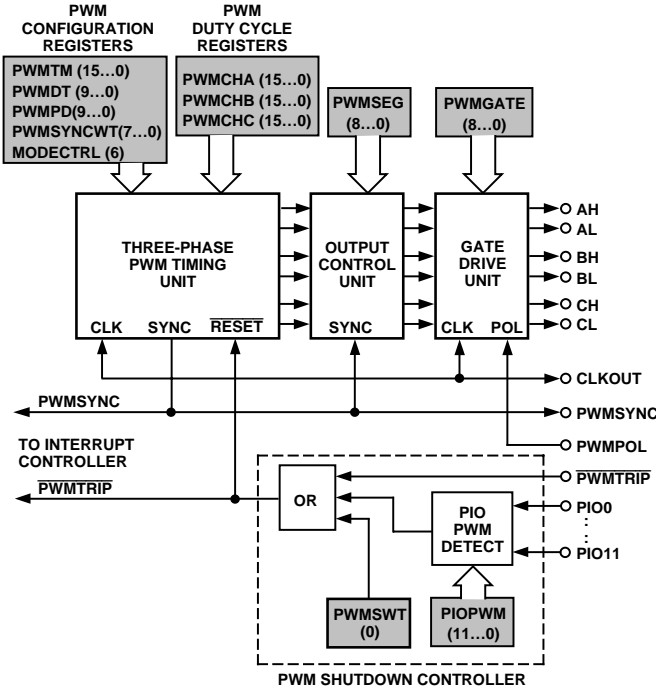 PWM
CONFIGURATION
REGISTERS
PWM
DUTY CYCLE
REGISTERS
PWMTM (15...0)
PWMDT (9...0)
PWMPD(9...0)
PWMSYNCWT(7...0)
MODECTRL (6)
PWMCHA (15...0)
PWMCHB (15...0)
PWMCHC (15...0)
PWMSEG
(8...0)
PWMGATE
(8...0)
THREE-PHASE
PWM TIMING
UNIT
CLK SYNC RESET
OUTPUT
CONTROL
UNIT
SYNC
GATE
DRIVE
UNIT
CLK POL
AH
AL
BH
BL
CH
CL
CLKOUT
PWMSYNC
PWMSYNC
PWMPOL
TO INTERRUPT
CONTROLLER
PWMTRIP
PWMTRIP
OR
PIO
PWM
DETECT
PIO0
PIO11
PWMSWT
(0)
PIOPWM
(11...0)
PWM SHUTDOWN CONTROLLER